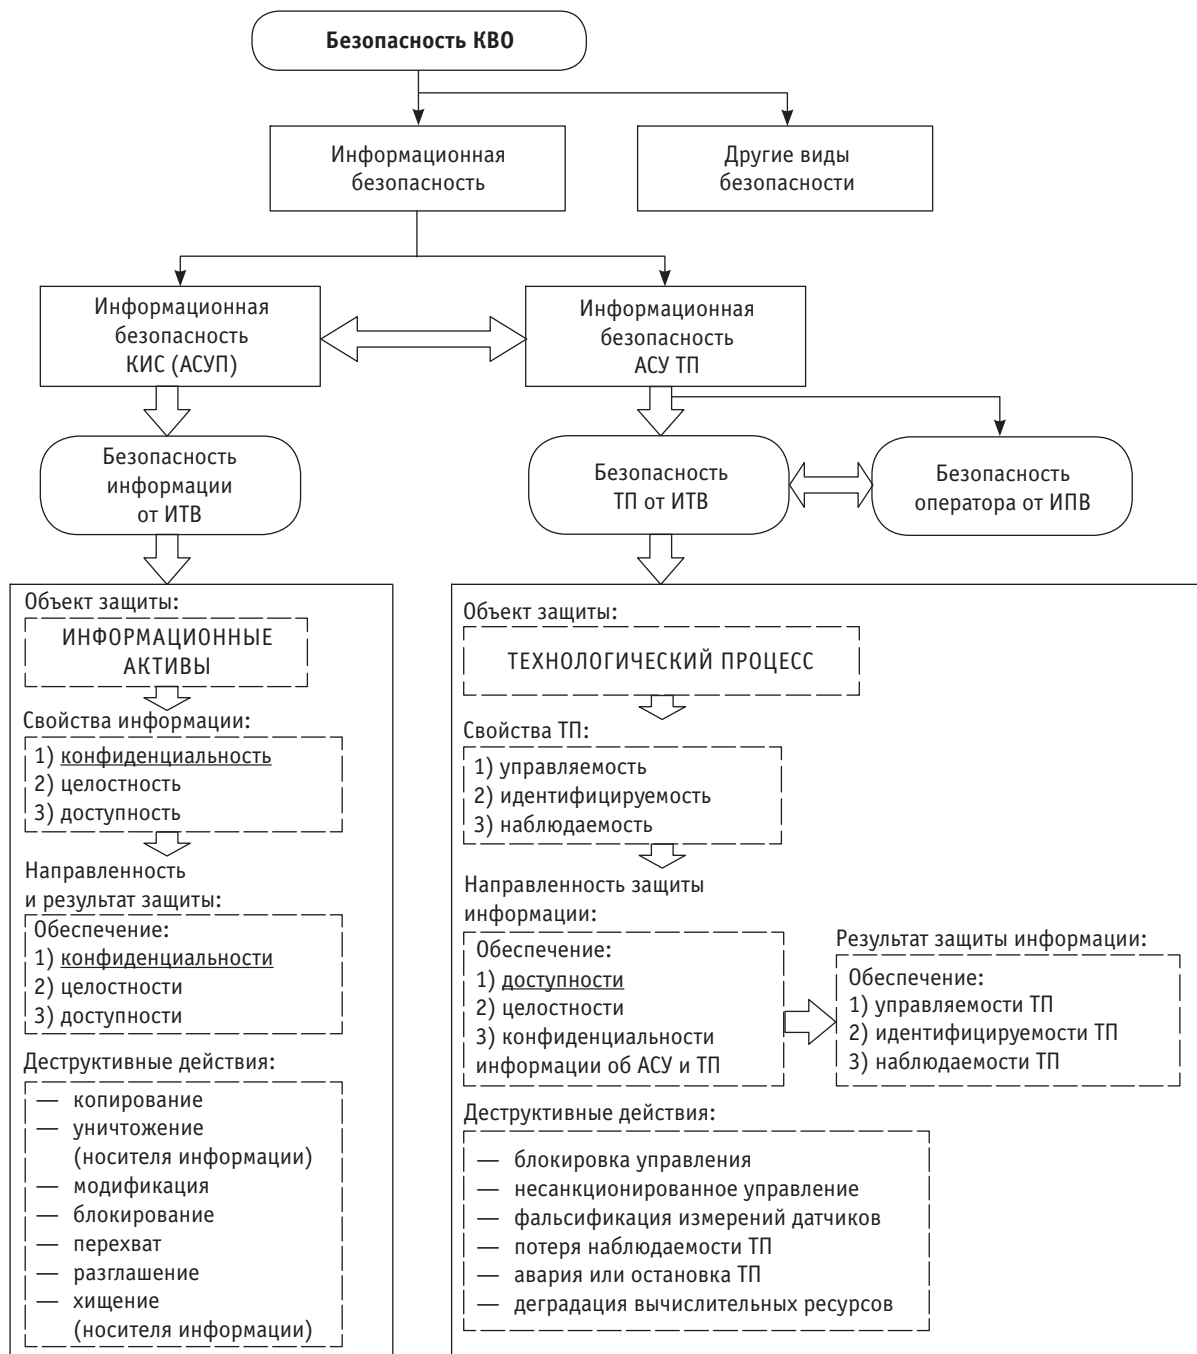 Безопасность КВО
Информационная
безопасность
Другие виды
безопасности
Информационная
безопасность
КИС (АСУП)
Информационная
безопасность
АСУ ТП
Безопасность
информации
от ИТВ
Безопасность
ТП от ИТВ
Безопасность
оператора от ИПВ
Объект защиты:
ИНФОРМАЦИОННЫЕ
АКТИВЫ
Свойства информации:
1) конфиденциальность
2) целостность
3) доступность
Направленность
и результат защиты:
Обеспечение:
1) конфиденциальности
2) целостности
3) доступности
Деструктивные действия:
— копирование
— уничтожение
(носителя информации)
— модификация
— блокирование
— перехват
— разглашение
— хищение
(носителя информации)
Объект защиты:
ТЕХНОЛОГИЧЕСКИЙ ПРОЦЕСС
Свойства ТП:
1) управляемость
2) идентифицируемость
3) наблюдаемость
Направленность защиты
информации:
Обеспечение:
1) доступности
2) целостности
3) конфиденциальности
информации об АСУ и ТП
Результат защиты информации:
Обеспечение:
1) управляемости ТП
2) идентифицируемости ТП
3) наблюдаемости ТП
Деструктивные действия:
— блокировка управления
— несанкционированное управление
— фальсификация измерений датчиков
— потеря наблюдаемости ТП
— авария или остановка ТП
— деградация вычислительных ресурсов